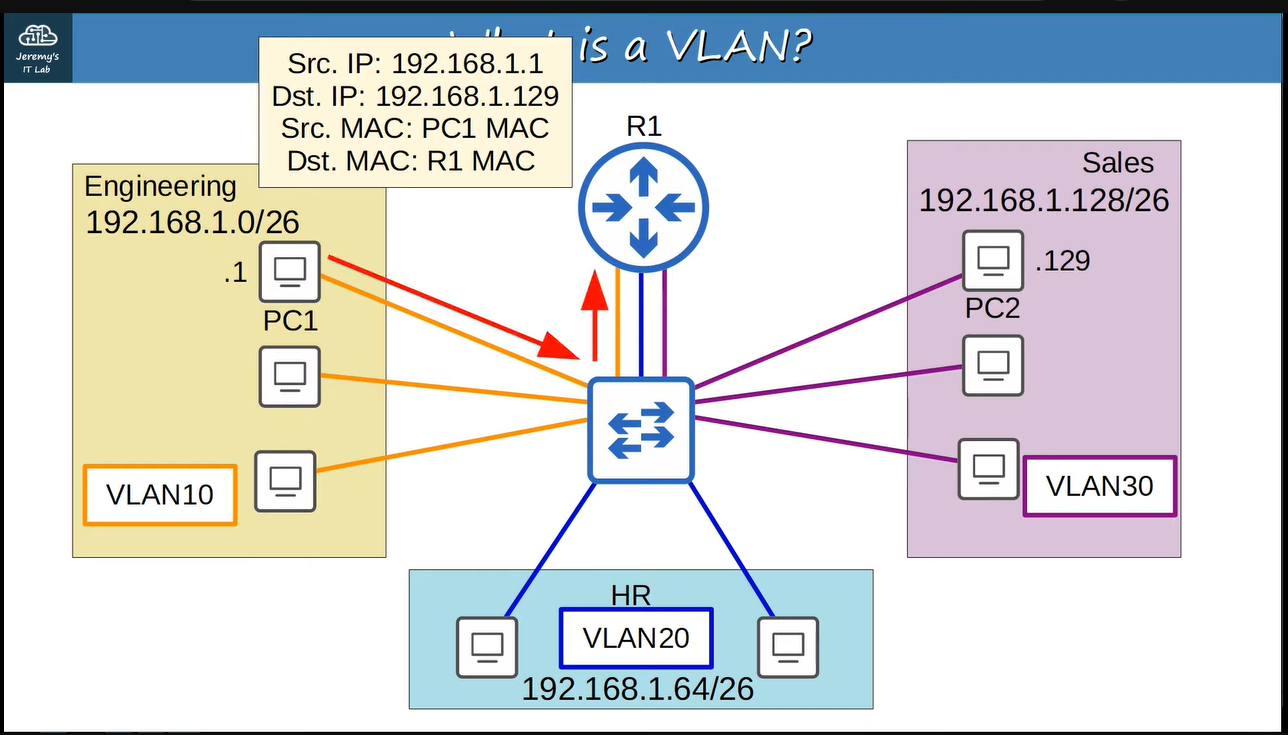 Jeremy's
IT Lab
What is a VLAN?
Src. IP: 192.168.1.1
Dst. IP: 192.168.1.129
Src. MAC: PC1 MAC
Dst. MAC: R1 MAC
R1
Engineering
192.168.1.0/26
.1
PC1
VLAN10
Sales
192.168.1.128/26
.129
PC2
VLAN30
HR
VLAN20
192.168.1.64/26